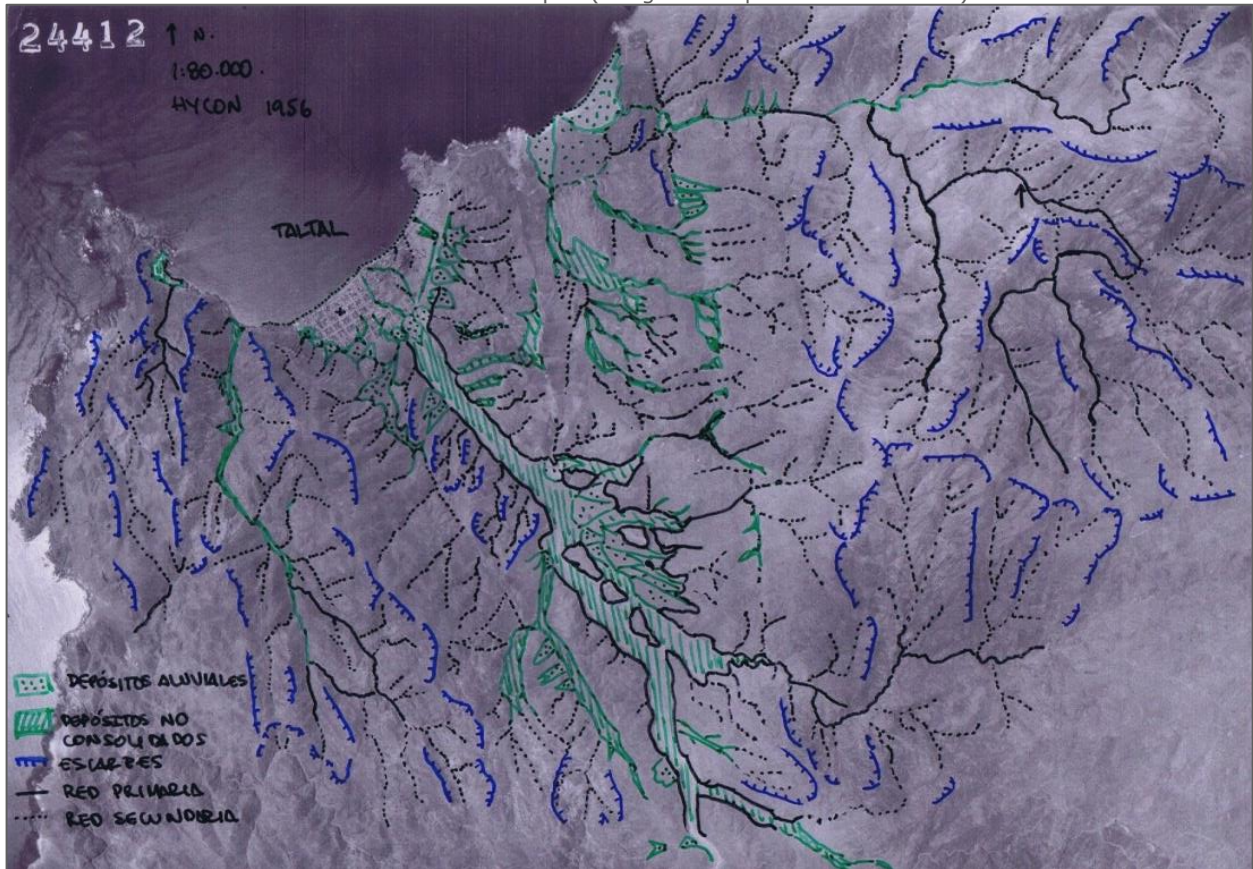 24412
↑ N.
1:80.000.
HYCON 1956
TALTAL
DEPÓSITOS ALUVIALES
DEPÓSITOS NO
CONSOLIDADOS
ESCARPES
RED PRIMARIA
RED SECUNDARIA